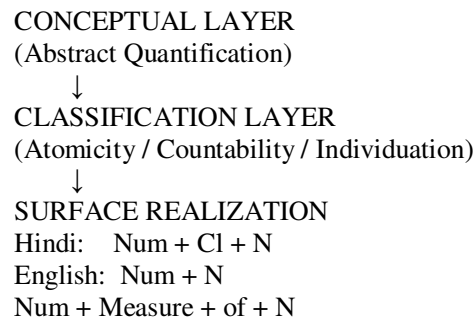 CONCEPTUAL LAYER
(Abstract Quantification)
↓
CLASSIFICATION LAYER
(Atomicity / Countability / Individuation)
↓
SURFACE REALIZATION
Hindi: Num + Cl + N
English: Num + N
Num + Measure + of + N